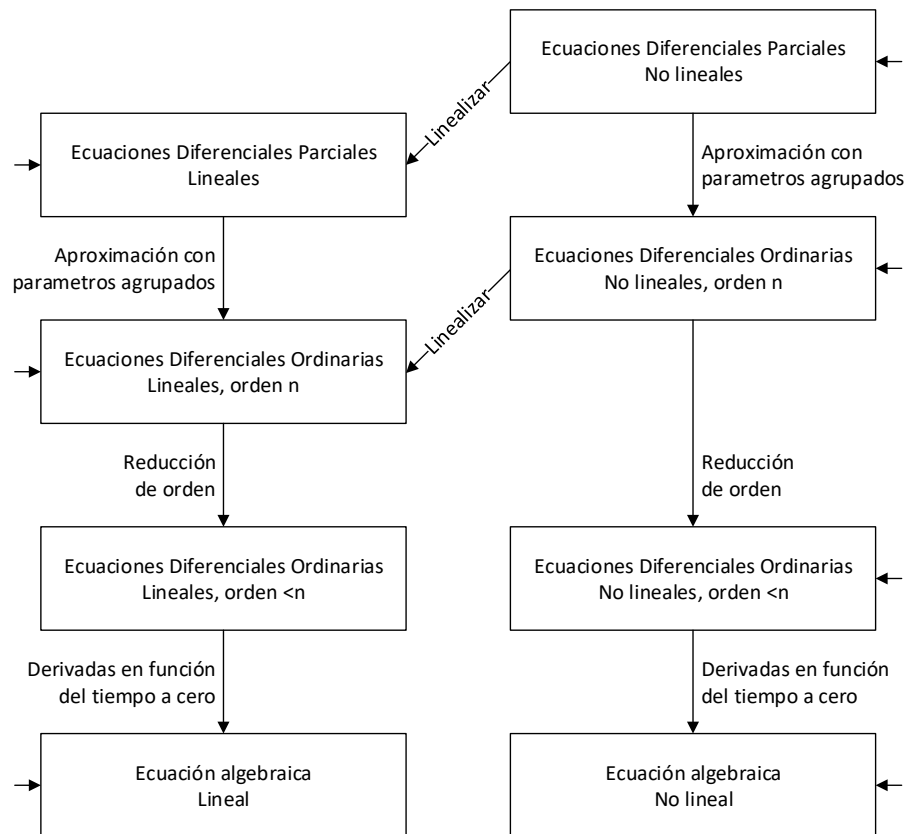 Ecuaciones Diferenciales Parciales
No lineales
Linealizar
Ecuaciones Diferenciales Parciales
Lineales
Aproximación con
parametros agrupados
Aproximación con
parametros agrupados
Ecuaciones Diferenciales Ordinarias
No lineales, orden n
Linealizar
Ecuaciones Diferenciales Ordinarias
Lineales, orden n
Reducción
de orden
Reducción
de orden
Ecuaciones Diferenciales Ordinarias
Lineales, orden <n
Ecuaciones Diferenciales Ordinarias
No lineales, orden <n
Derivadas en función
del tiempo a cero
Derivadas en función
del tiempo a cero
Ecuación algebraica
Lineal
Ecuación algebraica
No lineal